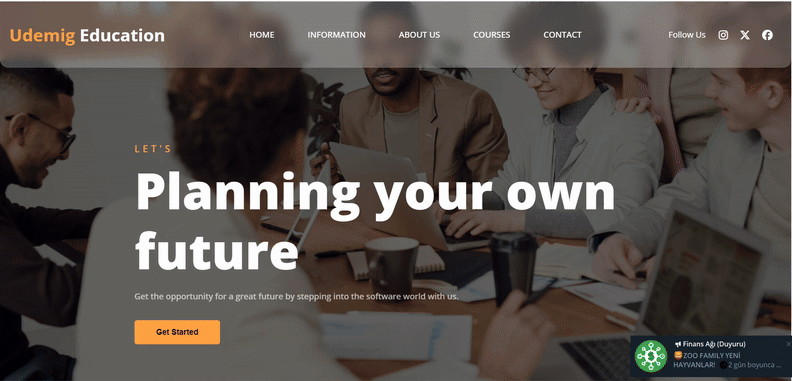 Udemig Education
HOME
INFORMATION
ABOUT US
COURSES
CONTACT
Follow Us
LET'S
Planning your own
future
Get the opportunity for a great future by stepping into the software world with us.
Get Started
Finans Ağı (Duyuru)
ZOO FAMILY YENİ
HAYVANLAR! 2 gün boyunca ...